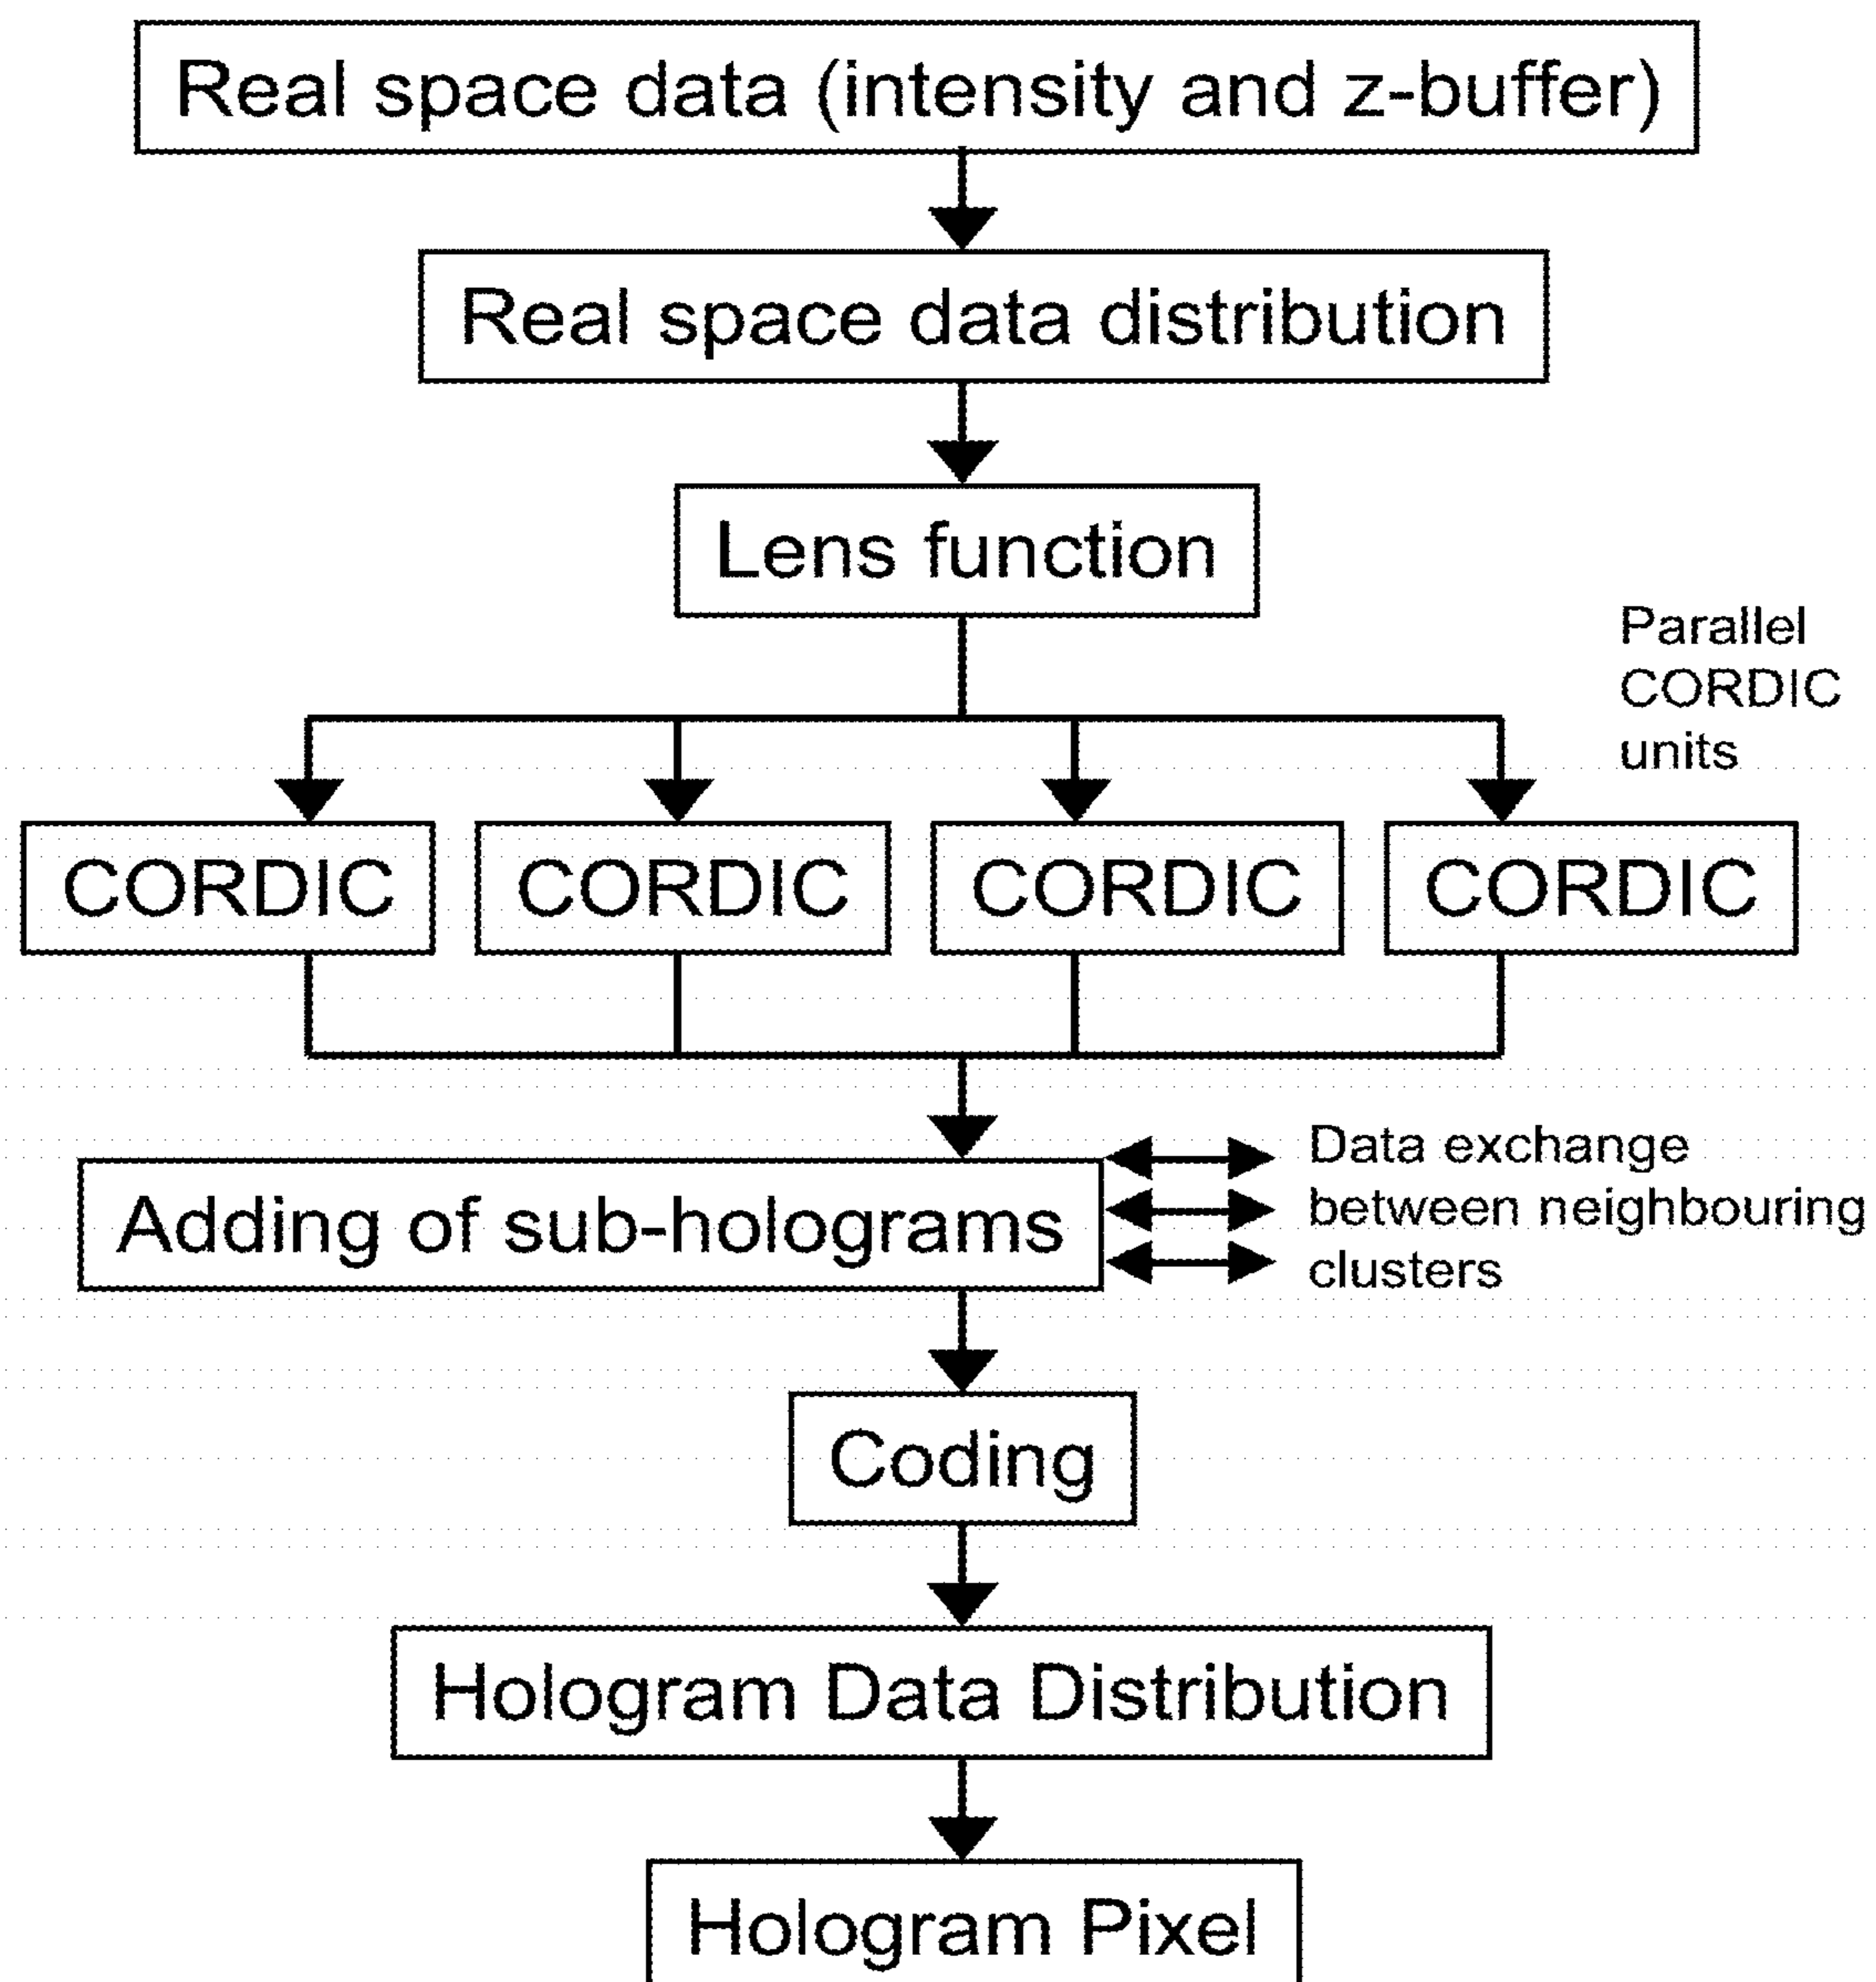 Real space data (intensity and z-buffer)
Real space data distribution
Lens function
Parallel
CORDIC
units
CORDIC CORDIC CORDIC CORDIC
Adding of sub-holograms
Data exchange
between neighbouring
clusters
Coding
Hologram Data Distribution
Hologram Pixel